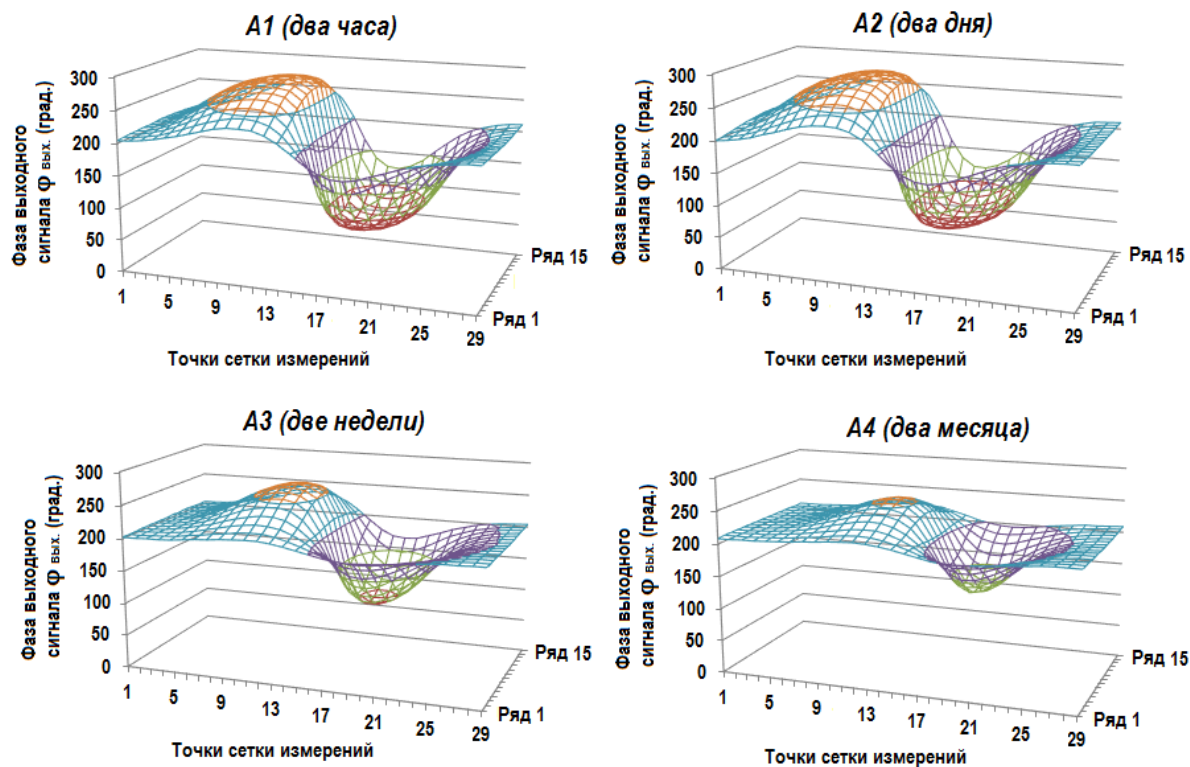 А1 (два часа)
Фаза выходного
сигнала φ вых. (град.)
300
250
200
150
100
50
0
1 5 9 13 17 21 25 29
Ряд 15
Ряд 1
Точки сетки измерений
А2 (два дня)
Фаза выходного
сигнала φ вых. (град.)
300
250
200
150
100
50
0
1 5 9 13 17 21 25 29
Ряд 15
Ряд 1
Точки сетки измерений
А3 (две недели)
Фаза выходного
сигнала φ вых. (град.)
300
250
200
150
100
50
0
1 5 9 13 17 21 25 29
Ряд 15
Ряд 1
Точки сетки измерений
А4 (два месяца)
Фаза выходного
сигнала φ вых. (град.)
300
250
200
150
100
50
0
1 5 9 13 17 21 25 29
Ряд 15
Ряд 1
Точки сетки измерений